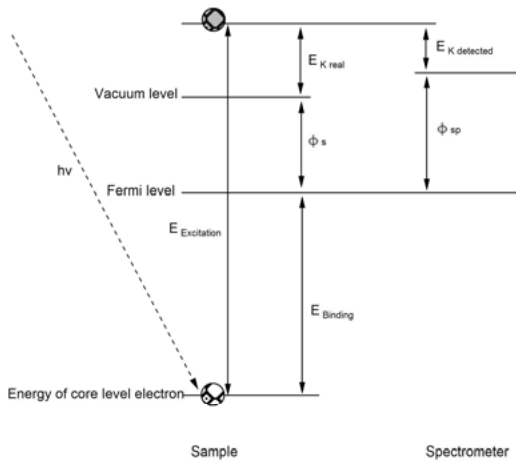 E K real
E K detected
Vacuum level
ϕ s
ϕ sp
hv
Fermi level
E Excitation
E Binding
Energy of core level electron
Sample
Spectrometer